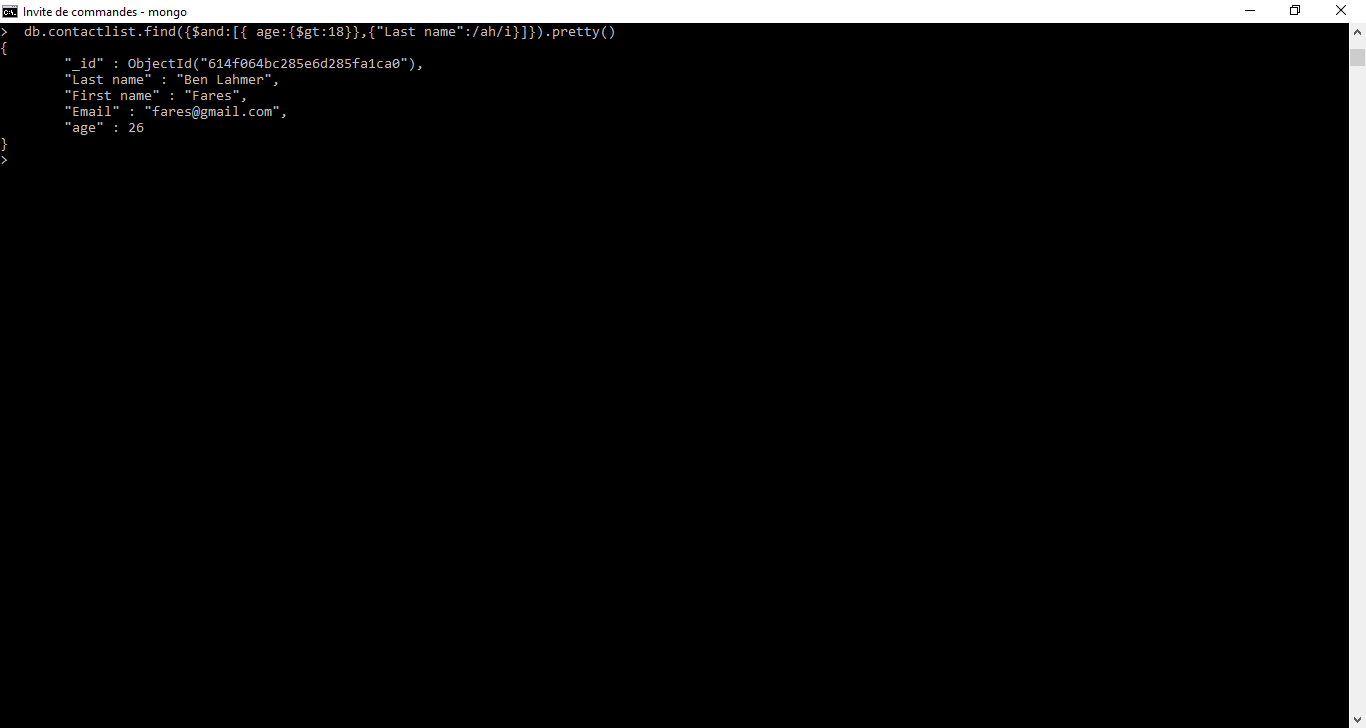 Invite de commandes - mongo
>  db.contactlist.find({$and:[{ age:{$gt:18}},{"Last name":/ah/i}]}).pretty()
{
        "_id" : ObjectId("614f064bc285e6d285fa1ca0"),
        "Last name" : "Ben Lahmer",
        "First name" : "Fares",
        "Email" : "fares@gmail.com",
        "age" : 26
}
>